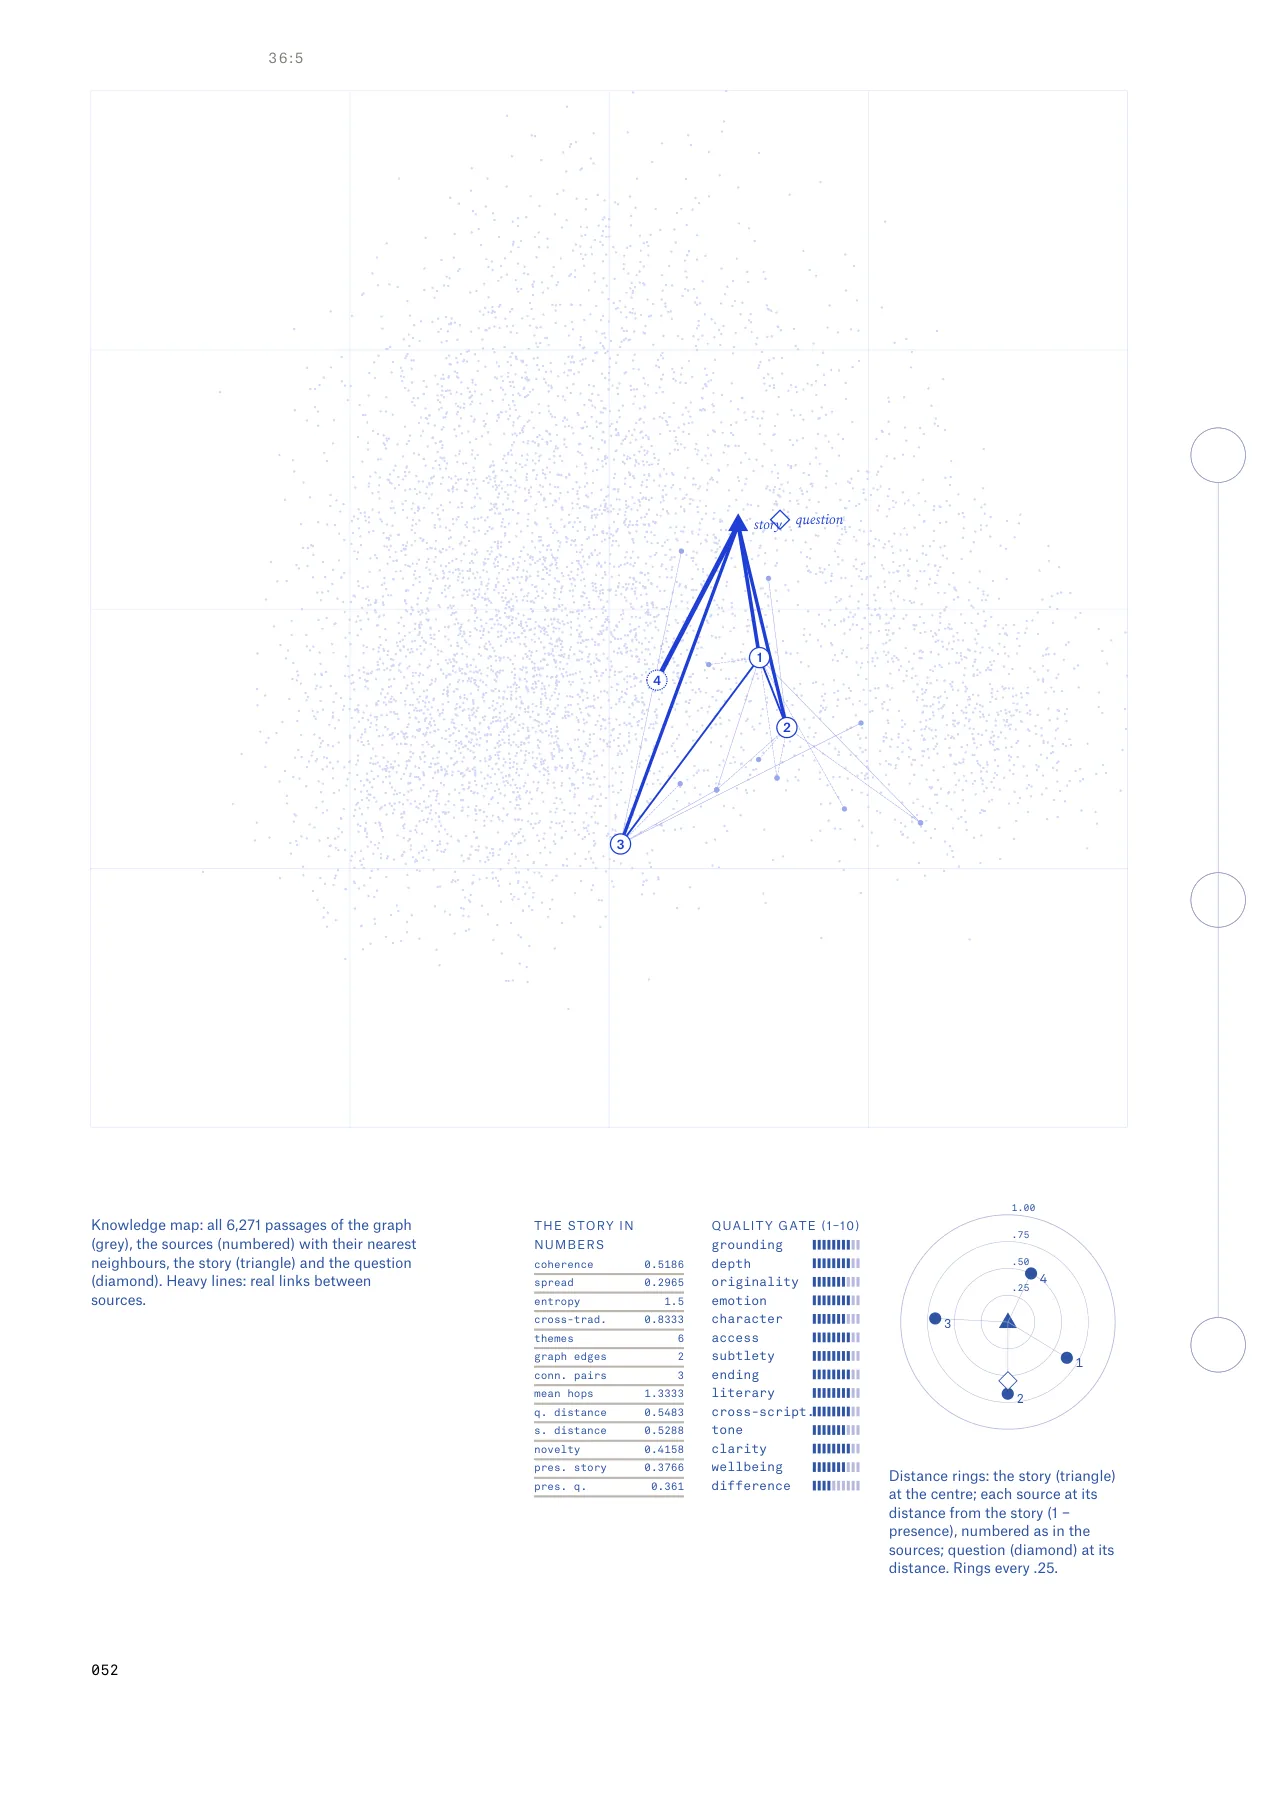 36:5
story
question
1
4
2
3
Knowledge map: all 6,271 passages of the graph
(grey), the sources (numbered) with their nearest
neighbours, the story (triangle) and the question
(diamond). Heavy lines: real links between
sources.
THE STORY IN
NUMBERS
coherence 0.5186
spread 0.2965
entropy 1.5
cross-trad. 0.8333
themes 6
graph edges 2
conn. pairs 3
mean hops 1.3333
q. distance 0.5483
s. distance 0.5288
novelty 0.4158
pres. story 0.3766
pres. q. 0.361
QUALITY GATE (1–10)
grounding
depth
originality
emotion
character
access
subtlety
ending
literary
cross-script.
tone
clarity
wellbeing
difference
1.00
.75
.50
.25
4
3
1
2
Distance rings: the story (triangle)
at the centre; each source at its
distance from the story (1 –
presence), numbered as in the
sources; question (diamond) at its
distance. Rings every .25.
052